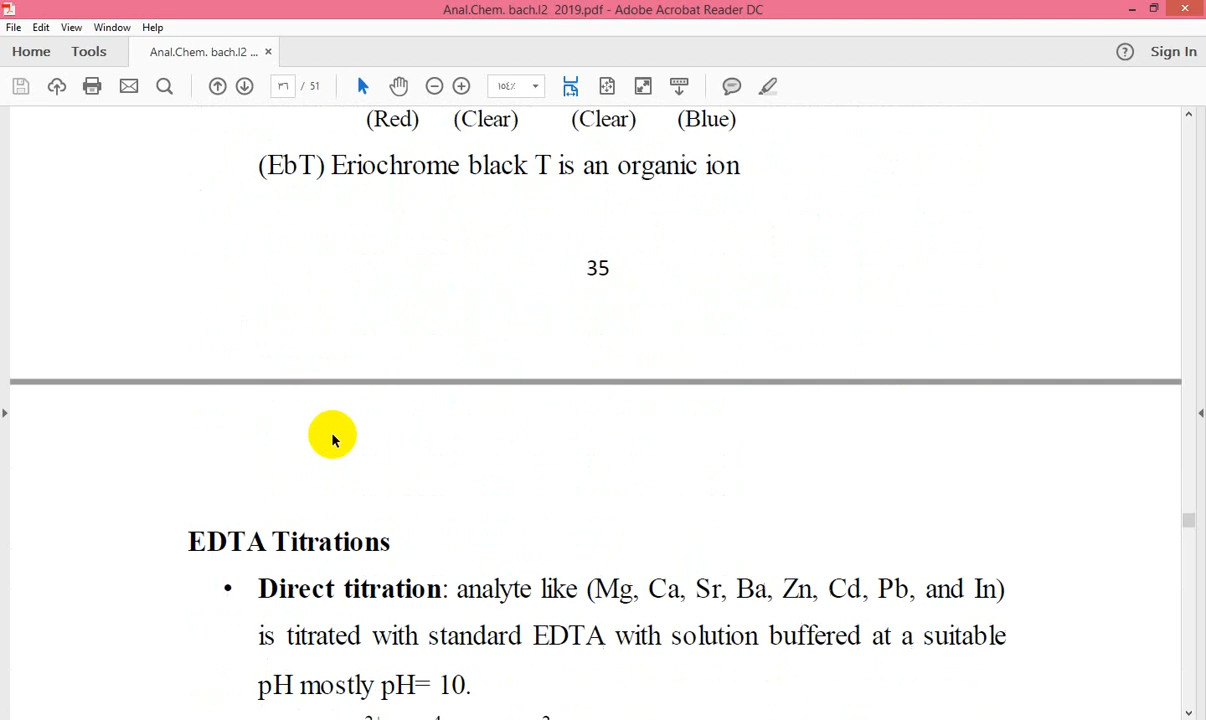 Anal.Chem. bach.l2 2019.pdf - Adobe Acrobat Reader DC
File Edit View Window Help
Home Tools Anal.Chem. bach.l2 ... × Sign In
٣٦ / 51 ١٥٤٪
(Red) (Clear) (Clear) (Blue)
(EbT) Eriochrome black T is an organic ion
35
EDTA Titrations
• Direct titration: analyte like (Mg, Ca, Sr, Ba, Zn, Cd, Pb, and In)
is titrated with standard EDTA with solution buffered at a suitable
pH mostly pH= 10.